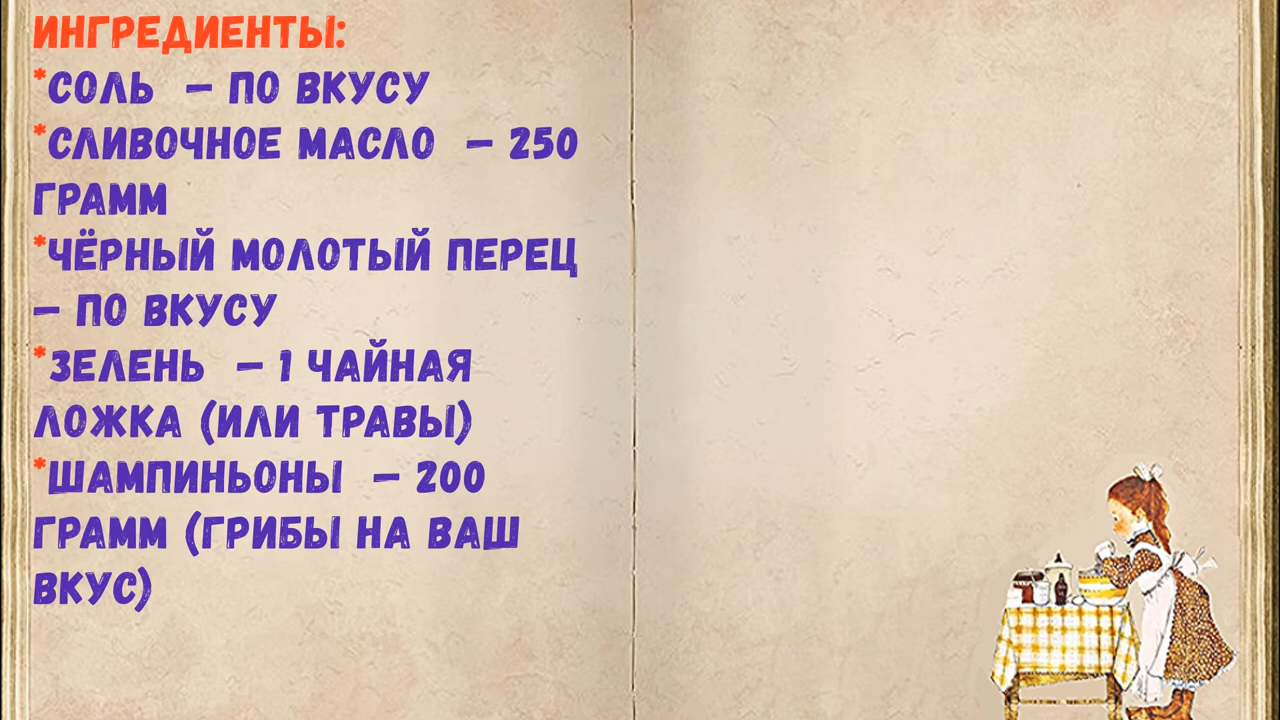 ИНГРЕДИЕНТЫ:
*СОЛЬ – ПО ВКУСУ
*СЛИВОЧНОЕ МАСЛО – 250
ГРАММ
*ЧЁРНЫЙ МОЛОТЫЙ ПЕРЕЦ
– ПО ВКУСУ
*ЗЕЛЕНЬ – 1 ЧАЙНАЯ
ЛОЖКА (ИЛИ ТРАВЫ)
*ШАМПИНЬОНЫ – 200
ГРАММ (ГРИБЫ НА ВАШ
ВКУС)